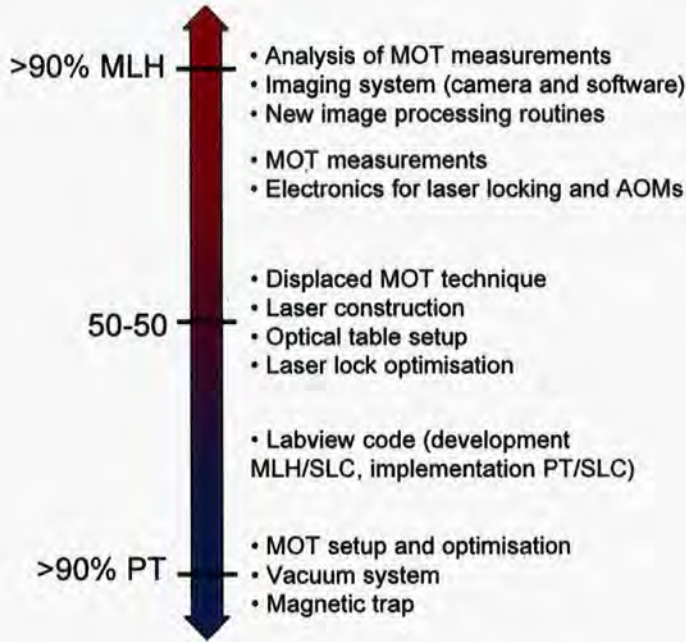 >90% MLH
• Analysis of MOT measurements
• Imaging system (camera and software)
• New image processing routines
• MOT measurements
• Electronics for laser locking and AOMs
50-50
• Displaced MOT technique
• Laser construction
• Optical table setup
• Laser lock optimisation
• Labview code (development
MLH/SLC, implementation PT/SLC)
>90% PT
• MOT setup and optimisation
• Vacuum system
• Magnetic trap